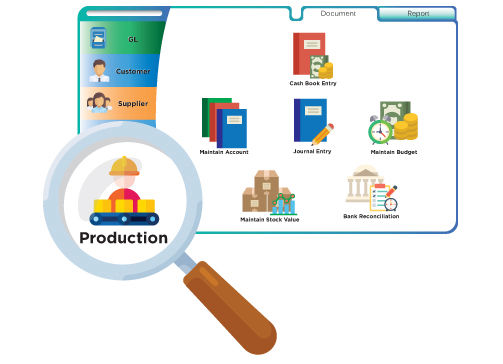 Document
Report
GL
Customer
Supplier
Cash Book Entry
Maintain Account
Journal Entry
Maintain Budget
Maintain Stock Value
Bank Reconciliation
Production